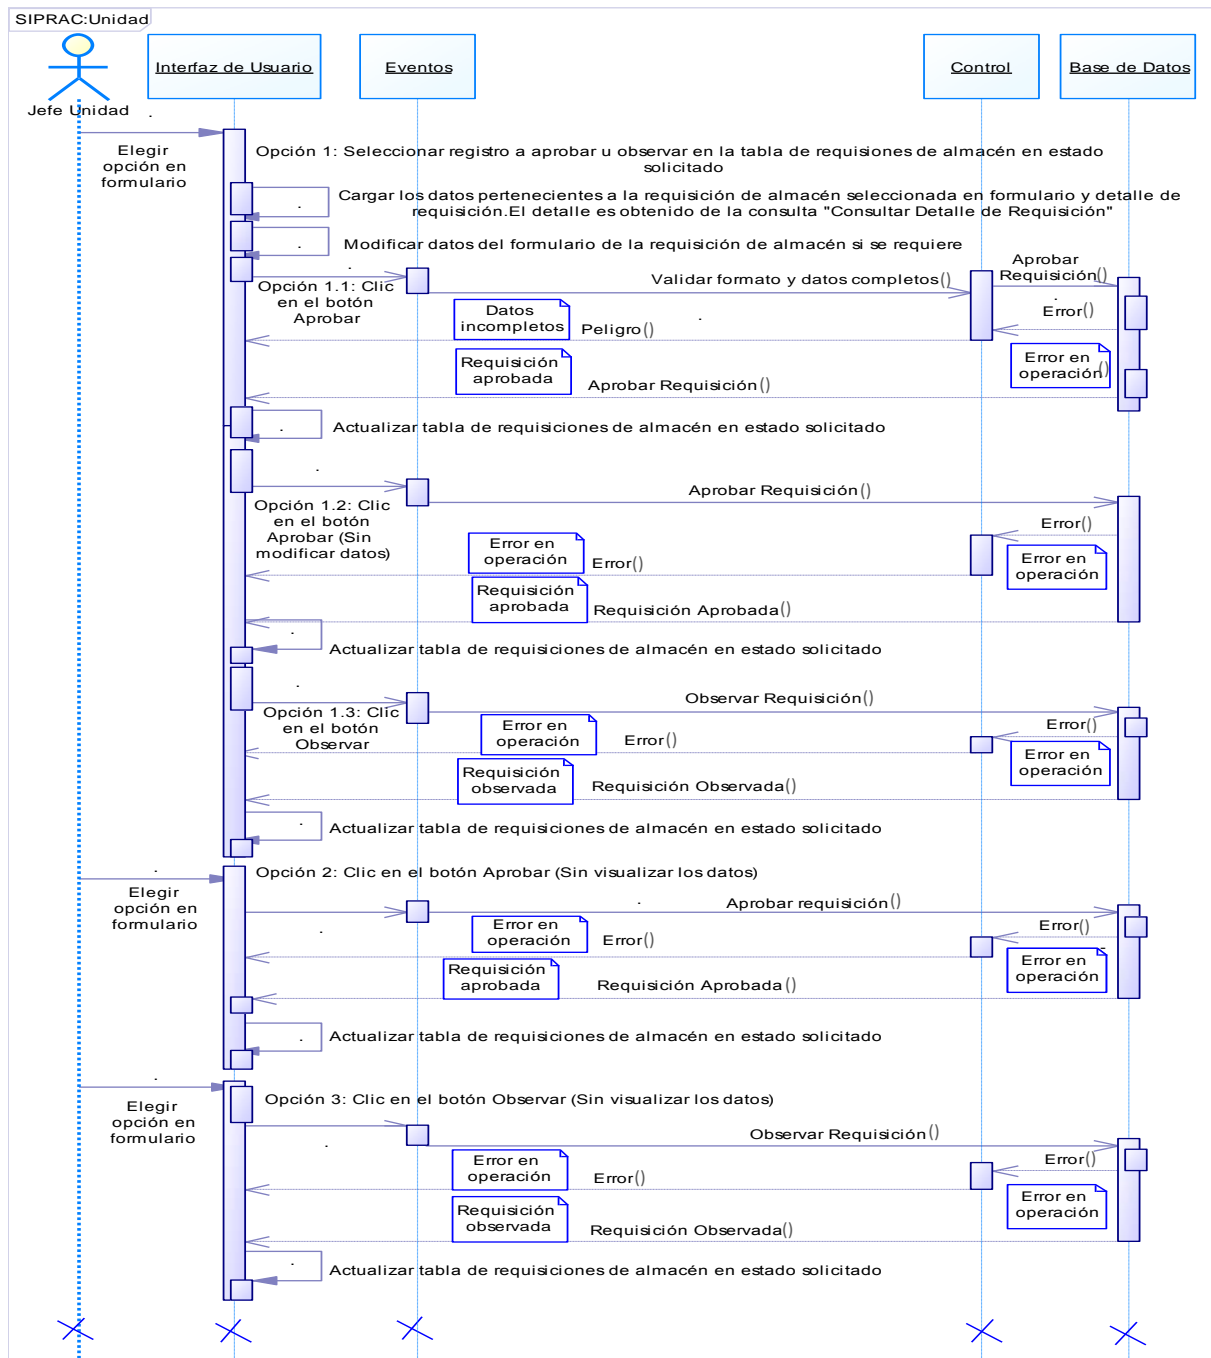 SIPRAC:Unidad
Interfaz de Usuario
Eventos
Control
Base de Datos
Jefe Unidad
Elegir
opción en
formulario
Opción 1: Seleccionar registro a aprobar u observar en la tabla de requisiones de almacén en estado
solicitado
Cargar los datos pertenecientes a la requisición de almacén seleccionada en formulario y detalle de
requisición.El detalle es obtenido de la consulta "Consultar Detalle de Requisición"
Modificar datos del formulario de la requisición de almacén si se requiere
Opción 1.1: Clic
en el botón
Aprobar
Validar formato y datos completos()
Aprobar
Requisición()
Error()
Datos
incompletos
Peligro()
Error en
operación()
Requisición
aprobada
Aprobar Requisición()
Actualizar tabla de requisiciones de almacén en estado solicitado
Opción 1.2: Clic
en el botón
Aprobar (Sin
modificar datos)
Aprobar Requisición()
Error()
Error en
operación
Error()
Error en
operación
Requisición
aprobada
Requisición Aprobada()
Actualizar tabla de requisiciones de almacén en estado solicitado
Opción 1.3: Clic
en el botón
Observar
Observar Requisición()
Error()
Error en
operación
Error()
Error en
operación
Requisición
observada
Requisición Observada()
Actualizar tabla de requisiciones de almacén en estado solicitado
Elegir
opción en
formulario
Opción 2: Clic en el botón Aprobar (Sin visualizar los datos)
Aprobar requisición()
Error()
Error en
operación
Error()
Error en
operación
Requisición
aprobada
Requisición Aprobada()
Actualizar tabla de requisiciones de almacén en estado solicitado
Elegir
opción en
formulario
Opción 3: Clic en el botón Observar (Sin visualizar los datos)
Observar Requisición()
Error()
Error en
operación
Error()
Error en
operación
Requisición
observada
Requisición Observada()
Actualizar tabla de requisiciones de almacén en estado solicitado